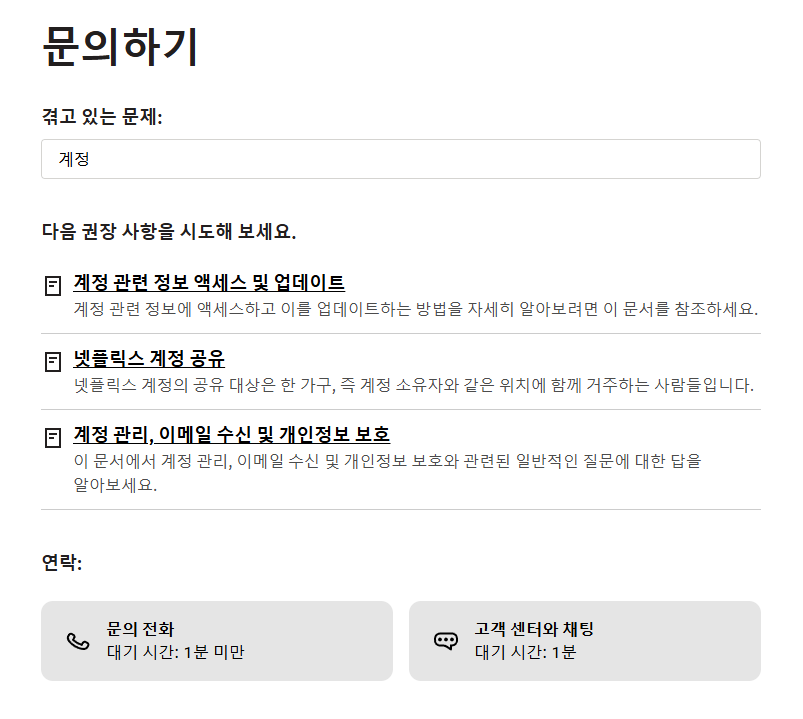 문의하기
겪고 있는 문제:
계정
다음 권장 사항을 시도해 보세요.
계정 관련 정보 액세스 및 업데이트
계정 관련 정보에 액세스하고 이를 업데이트하는 방법을 자세히 알아보려면 이 문서를 참조하세요.
넷플릭스 계정 공유
넷플릭스 계정의 공유 대상은 한 가구, 즉 계정 소유자와 같은 위치에 함께 거주하는 사람들입니다.
계정 관리, 이메일 수신 및 개인정보 보호
이 문서에서 계정 관리, 이메일 수신 및 개인정보 보호와 관련된 일반적인 질문에 대한 답을
알아보세요.
연락:
문의 전화
대기 시간: 1분 미만
고객 센터와 채팅
대기 시간: 1분